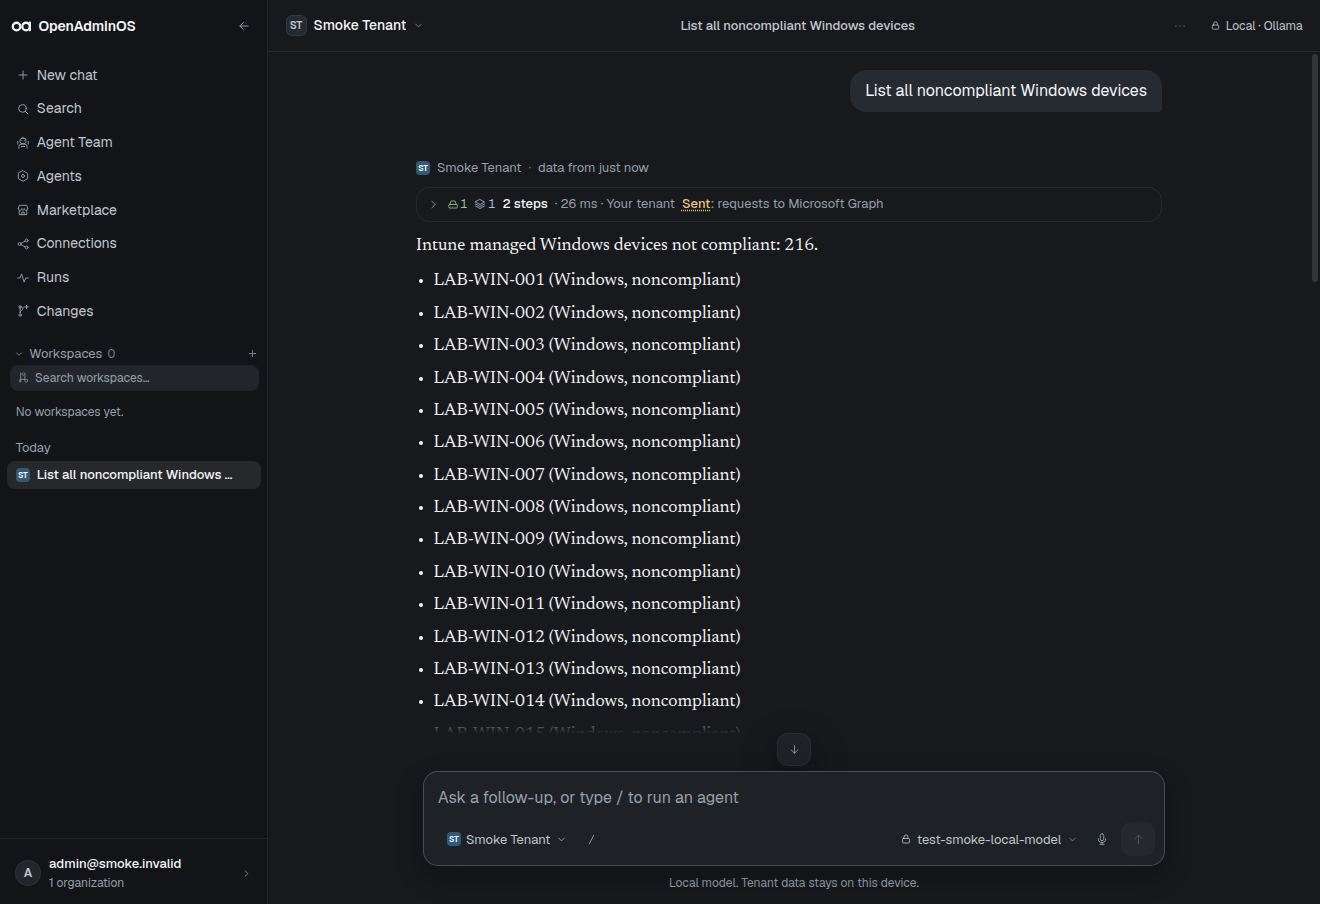 OpenAdminOS
New chat
Search
Agent Team
Agents
Marketplace
Connections
Runs
Changes
Workspaces 0
Search workspaces...
No workspaces yet.
Today
ST List all noncompliant Windows ...
A
admin@smoke.invalid
1 organization
ST Smoke Tenant
List all noncompliant Windows devices
Local · Ollama
List all noncompliant Windows devices
ST Smoke Tenant · data from just now
1 1 2 steps · 26 ms · Your tenant Sent: requests to Microsoft Graph
Intune managed Windows devices not compliant: 216.
• LAB-WIN-001 (Windows, noncompliant)
• LAB-WIN-002 (Windows, noncompliant)
• LAB-WIN-003 (Windows, noncompliant)
• LAB-WIN-004 (Windows, noncompliant)
• LAB-WIN-005 (Windows, noncompliant)
• LAB-WIN-006 (Windows, noncompliant)
• LAB-WIN-007 (Windows, noncompliant)
• LAB-WIN-008 (Windows, noncompliant)
• LAB-WIN-009 (Windows, noncompliant)
• LAB-WIN-010 (Windows, noncompliant)
• LAB-WIN-011 (Windows, noncompliant)
• LAB-WIN-012 (Windows, noncompliant)
• LAB-WIN-013 (Windows, noncompliant)
• LAB-WIN-014 (Windows, noncompliant)
LAB-WIN-015 (Windows, noncompliant)
Ask a follow-up, or type / to run an agent
ST Smoke Tenant /
test-smoke-local-model
Local model. Tenant data stays on this device.